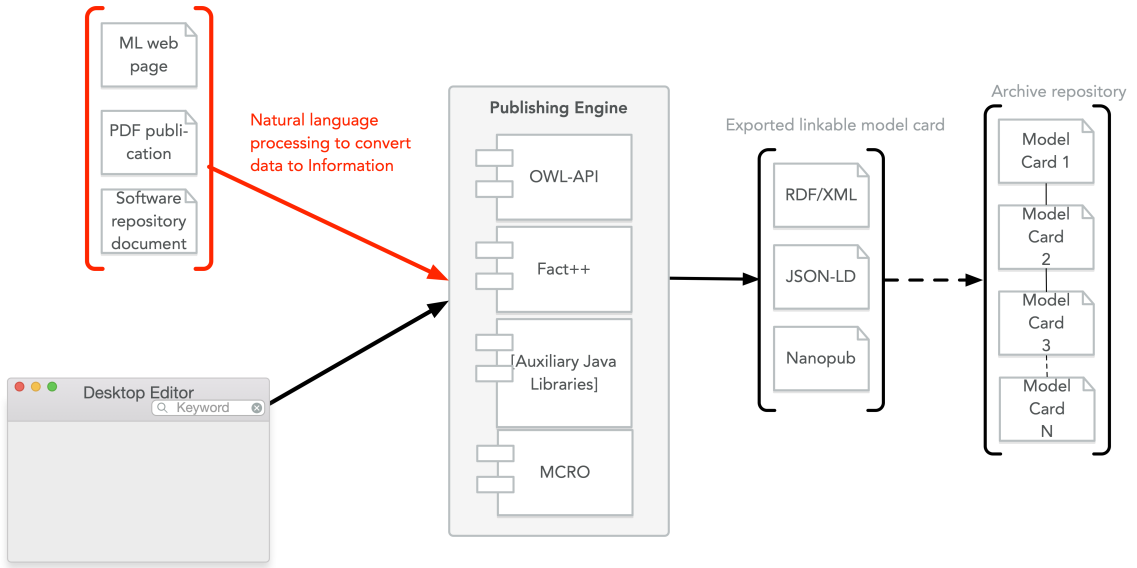 ML web
page
PDF publi-
cation
Software
repository
document
Natural language
processing to convert
data to Information
Desktop Editor
Keyword
Publishing Engine
OWL-API
Fact++
[Auxiliary Java
Libraries]
MCRO
Exported linkable model card
RDF/XML
JSON-LD
Nanopub
Archive repository
Model
Card 1
Model
Card
2
Model
Card
3
Model
Card
N